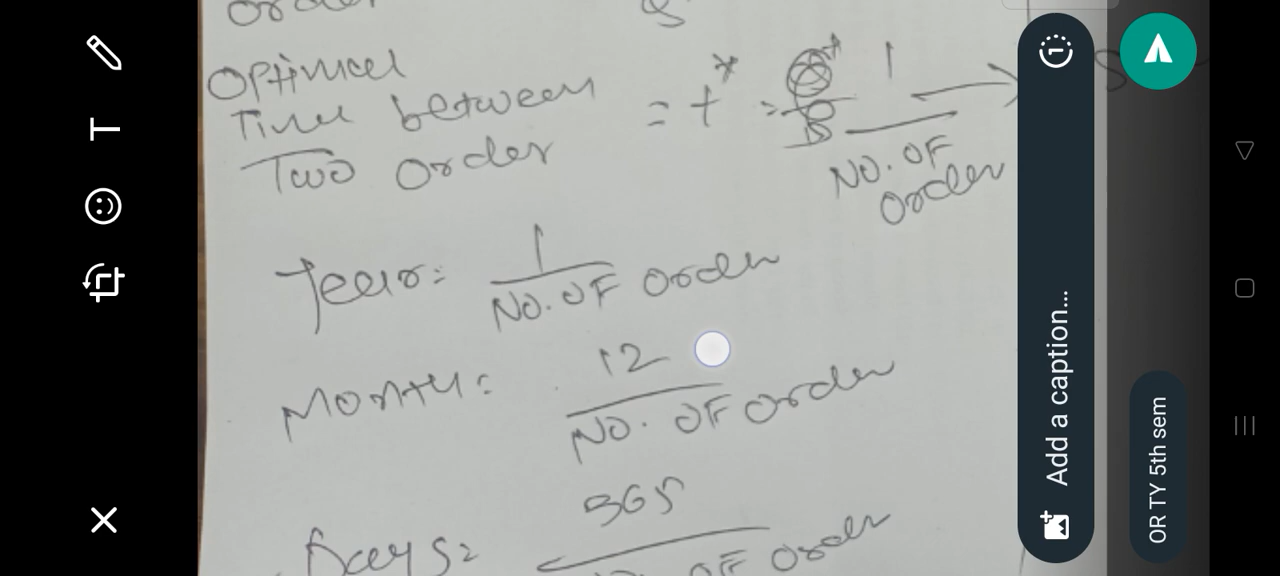 order
Optimal
Time between
Two order
= t* =
1
No. OF
order
Year =
1
No. OF order
Month =
12
No. OF order
Days =
365
OF order
T
Add a caption...
OR TY 5th sem